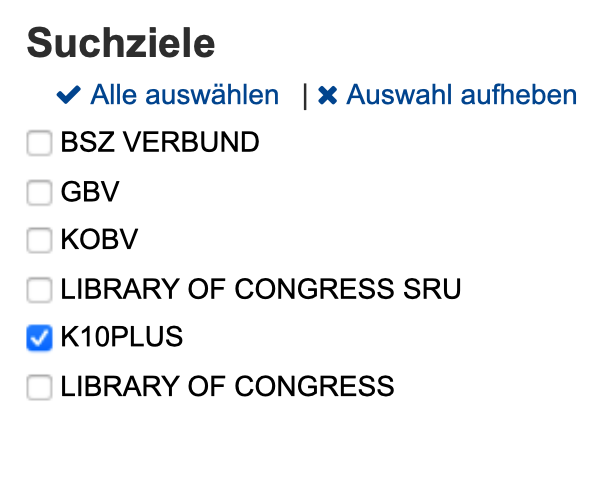 Suchziele
Alle auswählen | Auswahl aufheben
BSZ VERBUND
GBV
KOBV
LIBRARY OF CONGRESS SRU
K10PLUS
LIBRARY OF CONGRESS